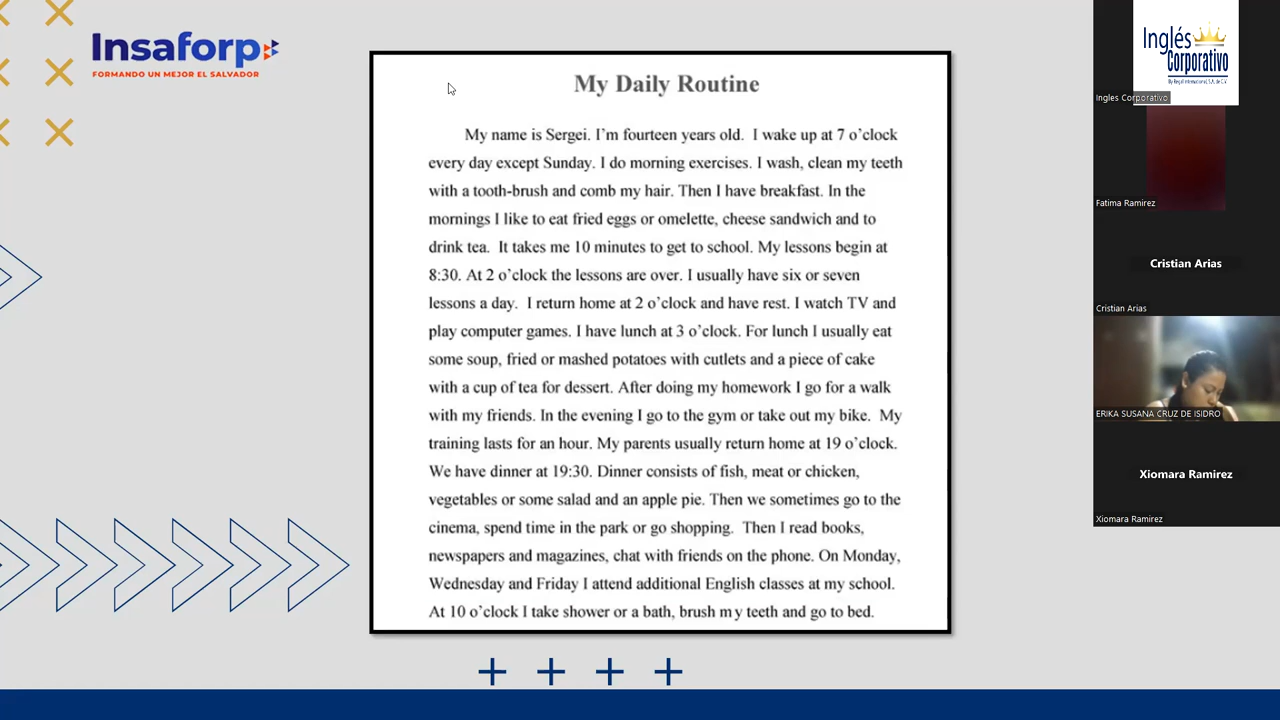 Insaforp
FORMANDO UN MEJOR EL SALVADOR
My Daily Routine
My name is Sergei. I'm fourteen years old. I wake up at 7 o'clock
every day except Sunday. I do morning exercises. I wash, clean my teeth
with a tooth-brush and comb my hair. Then I have breakfast. In the
mornings I like to eat fried eggs or omelette, cheese sandwich and to
drink tea. It takes me 10 minutes to get to school. My lessons begin at
8:30. At 2 o'clock the lessons are over. I usually have six or seven
lessons a day. I return home at 2 o'clock and have rest. I watch TV and
play computer games. I have lunch at 3 o'clock. For lunch I usually eat
some soup, fried or mashed potatoes with cutlets and a piece of cake
with a cup of tea for dessert. After doing my homework I go for a walk
with my friends. In the evening I go to the gym or take out my bike. My
training lasts for an hour. My parents usually return home at 19 o'clock.
We have dinner at 19:30. Dinner consists of fish, meat or chicken,
vegetables or some salad and an apple pie. Then we sometimes go to the
cinema, spend time in the park or go shopping. Then I read books,
newspapers and magazines, chat with friends on the phone. On Monday,
Wednesday and Friday I attend additional English classes at my school.
At 10 o'clock I take shower or a bath, brush my teeth and go to bed.
Inglés
Corporativo
Ingles Corporativo
Fatima Ramirez
Cristian Arias
Cristian Arias
ERIKA SUSANA CRUZ DE ISIDRO
Xiomara Ramirez
Xiomara Ramirez